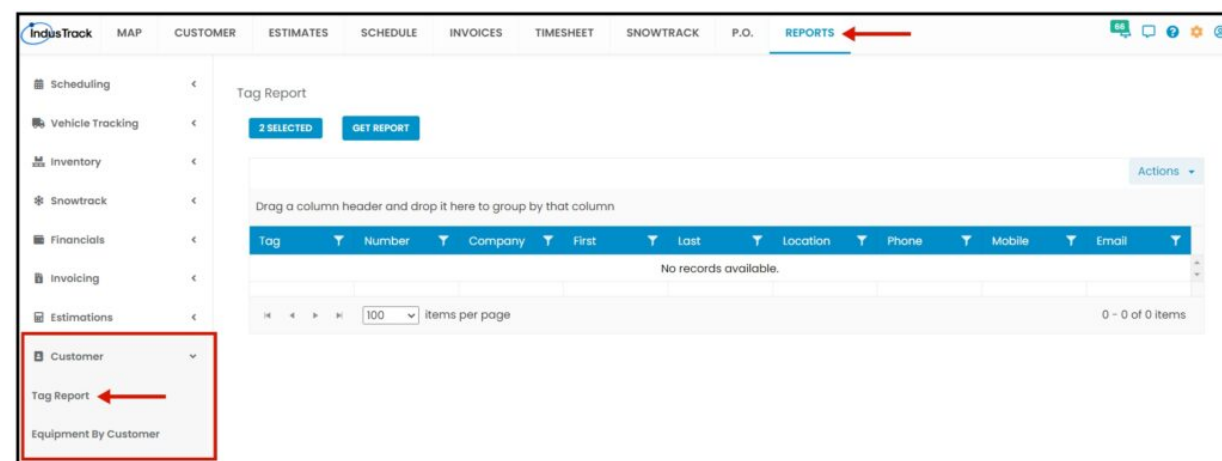 IndusTrack MAP CUSTOMER ESTIMATES SCHEDULE INVOICES TIMESHEET SNOWTRACK P.O. REPORTS 66
Scheduling
Vehicle Tracking
Inventory
Snowtrack
Financials
Invoicing
Estimations
Customer
Tag Report
Equipment By Customer
Tag Report
2 SELECTED GET REPORT
Actions
Drag a column header and drop it here to group by that column
Tag Number Company First Last Location Phone Mobile Email
No records available.
100 items per page 0 - 0 of 0 items